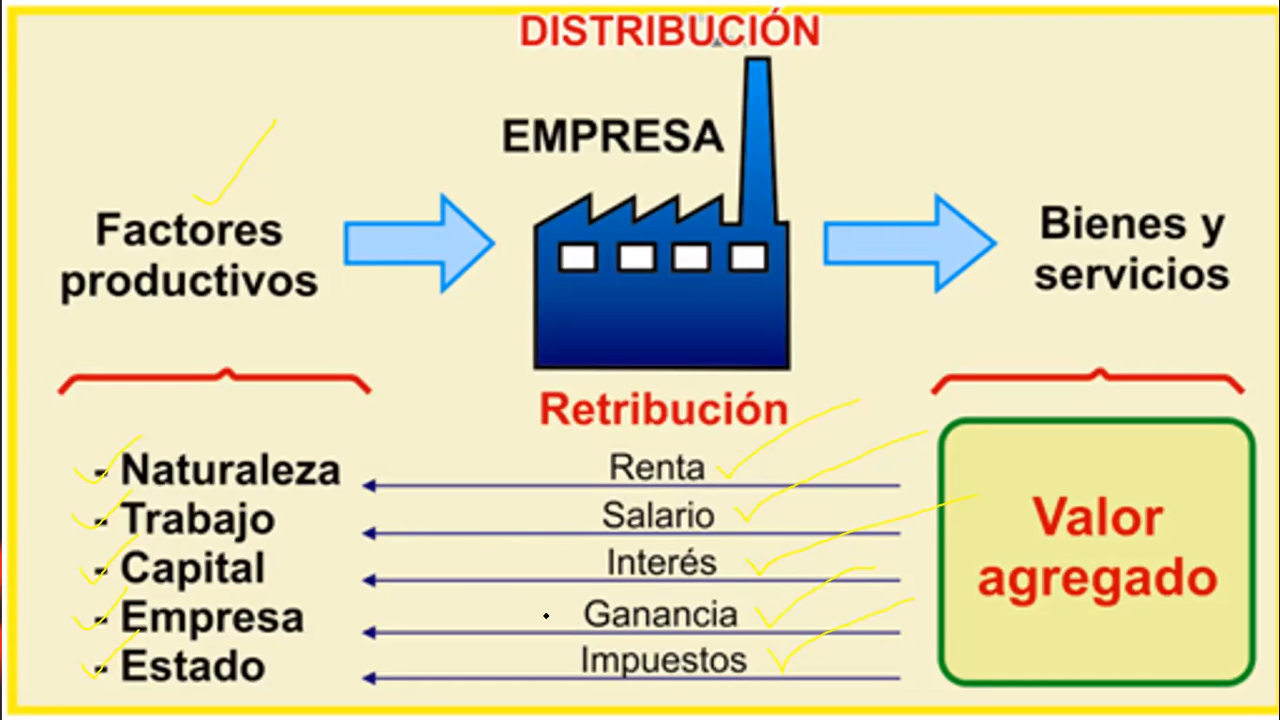 DISTRIBUCIÓN
EMPRESA
Factores
productivos
Bienes y
servicios
Retribución
- Naturaleza
Renta
- Trabajo
Salario
- Capital
Interés
- Empresa
Ganancia
- Estado
Impuestos
Valor
agregado